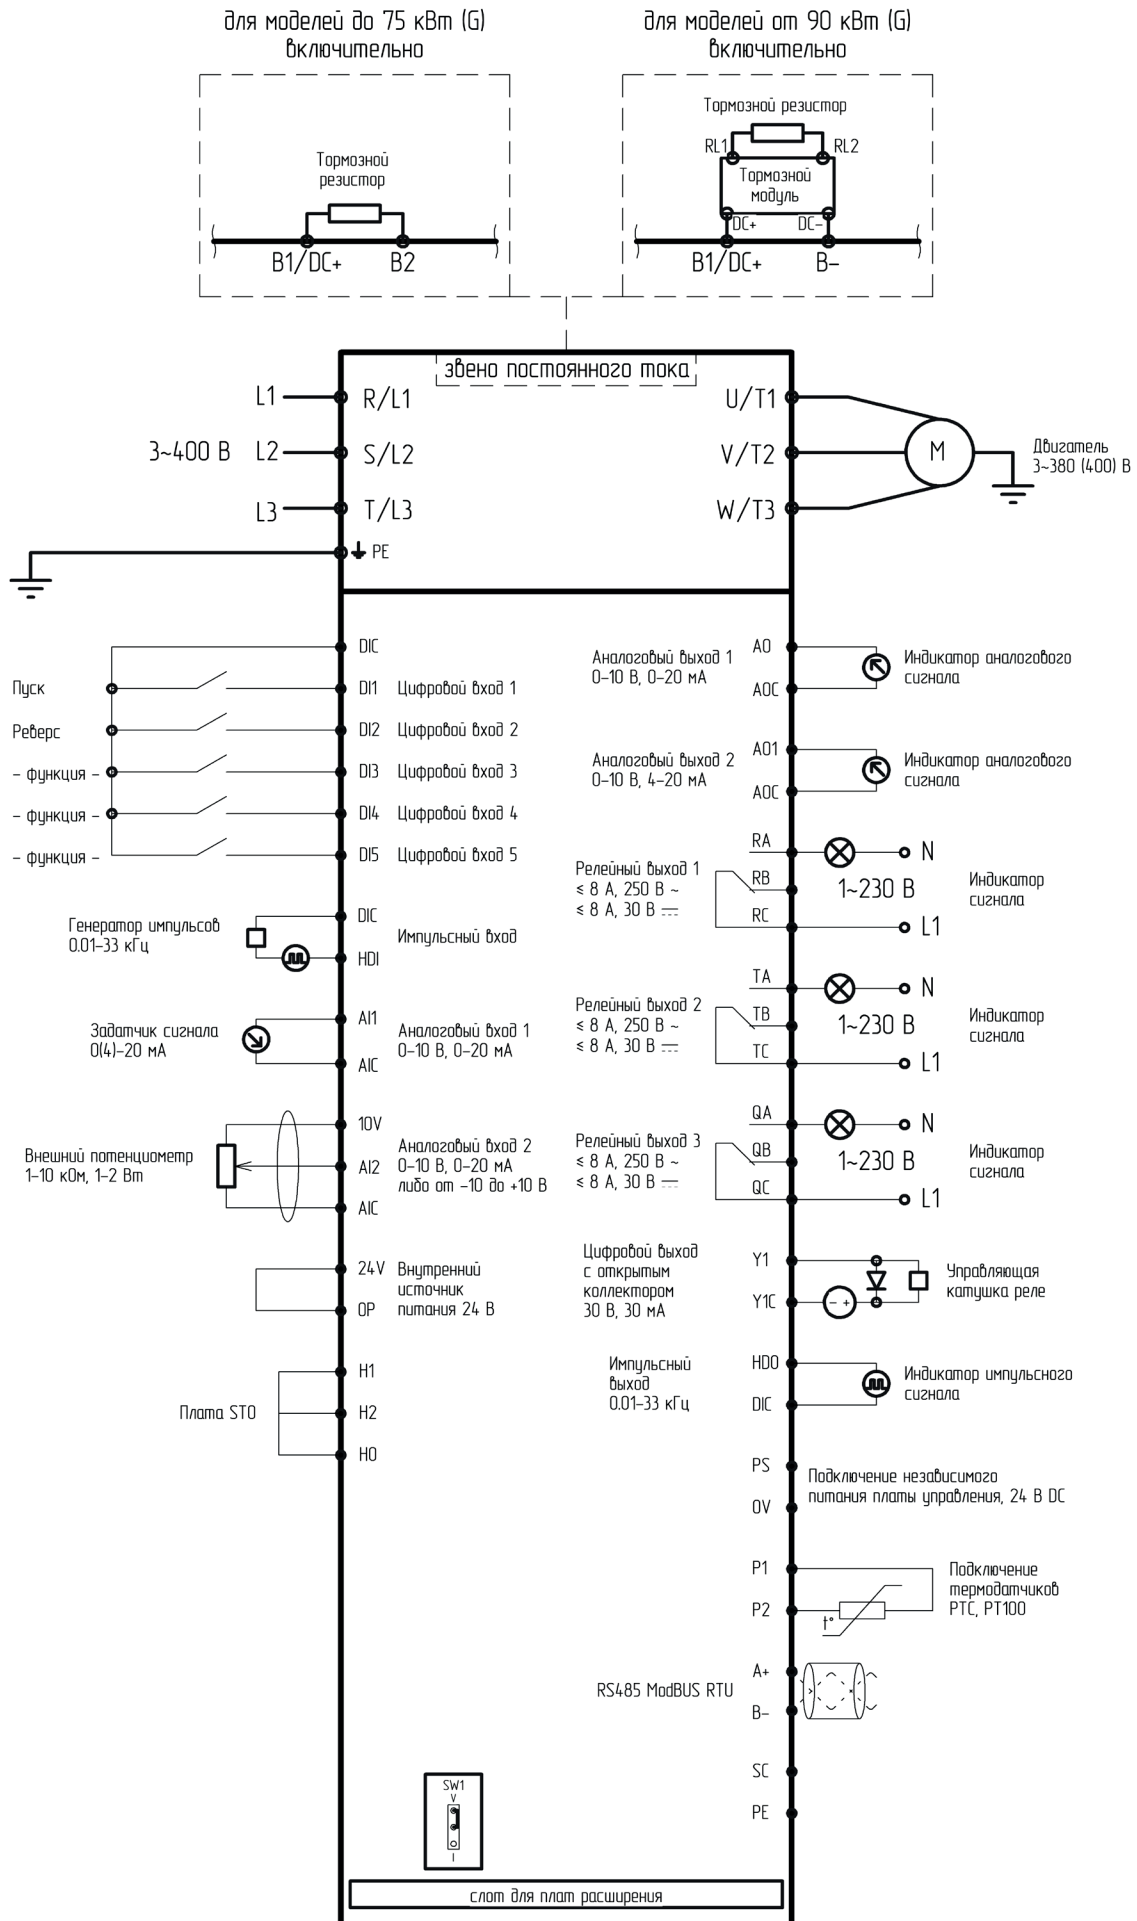 для моделей до 75 кВт (G)
включительно
для моделей от 90 кВт (G)
включительно
Тормозной
резистор
B1/DC+
B2
Тормозной резистор
RL1
RL2
Тормозной
модуль
DC+
DC-
B1/DC+
B-
звено постоянного тока
L1
R/L1
U/T1
3~400 В
L2
S/L2
V/T2
M
Двигатель
3~380 (400) В
L3
T/L3
W/T3
PE
DIC
Пуск
DI1
Цифровой вход 1
Реверс
DI2
Цифровой вход 2
- функция -
DI3
Цифровой вход 3
- функция -
DI4
Цифровой вход 4
- функция -
DI5
Цифровой вход 5
Генератор импульсов
0.01-33 кГц
DIC
HDI
Импульсный вход
Задатчик сигнала
0(4)-20 мА
AI1
AIC
Аналоговый вход 1
0-10 В, 0-20 мА
Внешний потенциометр
1-10 кОм, 1-2 Вт
10V
AI2
AIC
Аналоговый вход 2
0-10 В, 0-20 мА
либо от -10 до +10 В
24V
OP
Внутренний
источник
питания 24 В
Плата STO
H1
H2
H0
Аналоговый выход 1
0-10 В, 0-20 мА
AO
AOC
Индикатор аналогового
сигнала
Аналоговый выход 2
0-10 В, 4-20 мА
AO1
AOC
Индикатор аналогового
сигнала
Релейный выход 1
≤ 8 А, 250 В ~
≤ 8 А, 30 В ⎓
RA
RB
RC
N
1~230 В
L1
Индикатор
сигнала
Релейный выход 2
≤ 8 А, 250 В ~
≤ 8 А, 30 В ⎓
TA
TB
TC
N
1~230 В
L1
Индикатор
сигнала
Релейный выход 3
≤ 8 А, 250 В ~
≤ 8 А, 30 В ⎓
QA
QB
QC
N
1~230 В
L1
Индикатор
сигнала
Цифровой выход
с открытым
коллектором
30 В, 30 мА
Y1
Y1C
- +
Управляющая
катушка реле
Импульсный
выход
0.01-33 кГц
HDO
DIC
Индикатор импульсного
сигнала
PS
0V
Подключение независимого
питания платы управления, 24 В DC
P1
P2
t°
Подключение
термодатчиков
PTC, PT100
RS485 ModBUS RTU
A+
B-
SC
PE
SW1
V
I
слот для плат расширения